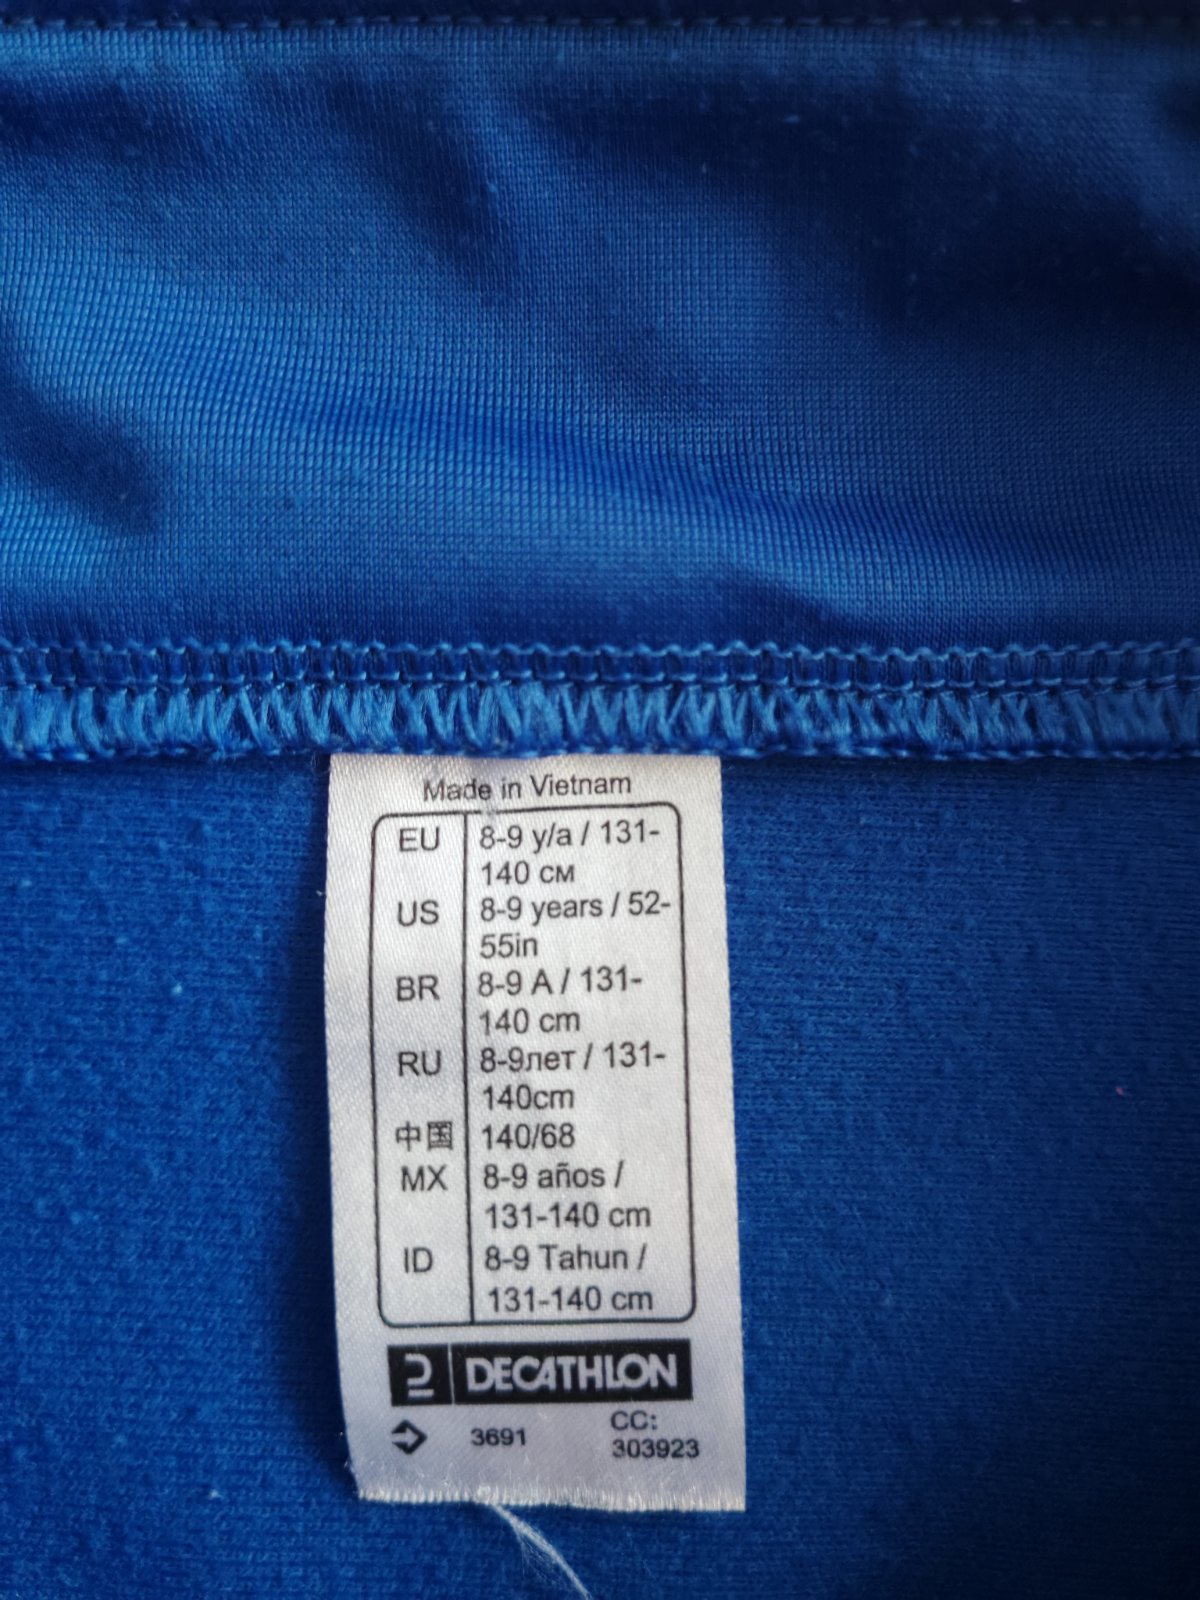 Made in Vietnam
EU 8-9 y/a / 131-
140 см
US 8-9 years / 52-
55in
BR 8-9 A / 131-
140 cm
RU 8-9лет / 131-
140cm
中国 140/68
MX 8-9 años /
131-140 cm
ID 8-9 Tahun /
131-140 cm
DECATHLON
3691 CC:
303923